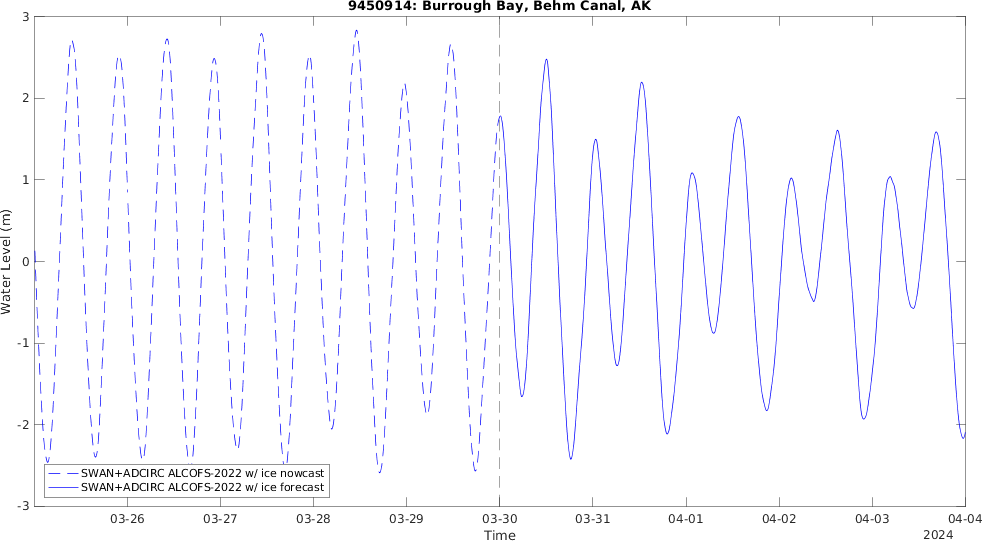 9450914: Burrough Bay, Behm Canal, AK
3
2
1
0
-1
-2
-3
Water Level (m)
SWAN+ADCIRC ALCOFS-2022 w/ ice nowcast
SWAN+ADCIRC ALCOFS-2022 w/ ice forecast
03-26 03-27 03-28 03-29 03-30 03-31 04-01 04-02 04-03 04-04
Time
2024